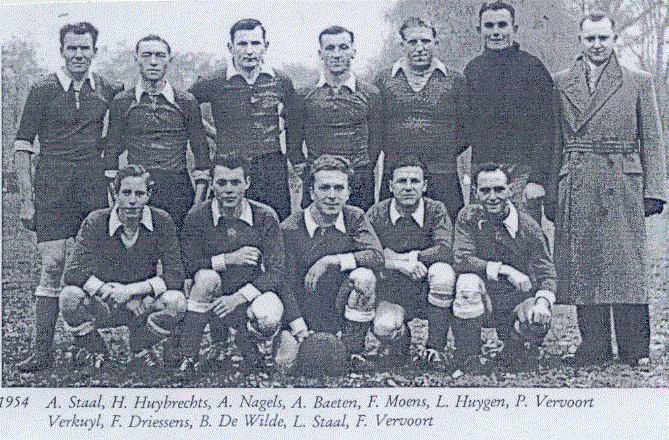 1954 A. Staal, H. Huybrechts, A. Nagels, A. Baeten, F. Moens, L. Huygen, P. Vervoort
Verkuyl, F. Driessens, B. De Wilde, L. Staal, F. Vervoort